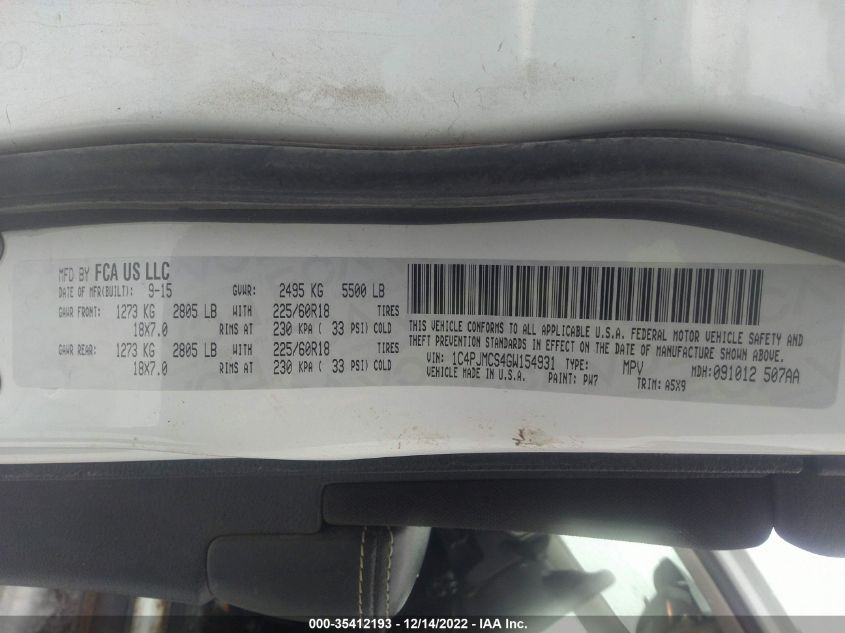 MFD BY FCA US LLC
DATE OF MFR(BUILT): 9-15 GVWR: 2495 KG 5500 LB
GAWR FRONT: 1273 KG 2805 LB WITH 225/60R18 TIRES
18X7.0 RIMS AT 230 KPA ( 33 PSI) COLD
GAWR REAR: 1273 KG 2805 LB WITH 225/60R18 TIRES
18X7.0 RIMS AT 230 KPA ( 33 PSI) COLD
THIS VEHICLE CONFORMS TO ALL APPLICABLE U.S.A. FEDERAL MOTOR VEHICLE SAFETY AND
THEFT PREVENTION STANDARDS IN EFFECT ON THE DATE OF MANUFACTURE SHOWN ABOVE.
VIN: 1C4PJMCS4GW154931 TYPE: MPV MDH: 091012 507AA
VEHICLE MADE IN U.S.A. PAINT: PW7 TRIM: A5X9
000-35412193 - 12/14/2022 - IAA Inc.